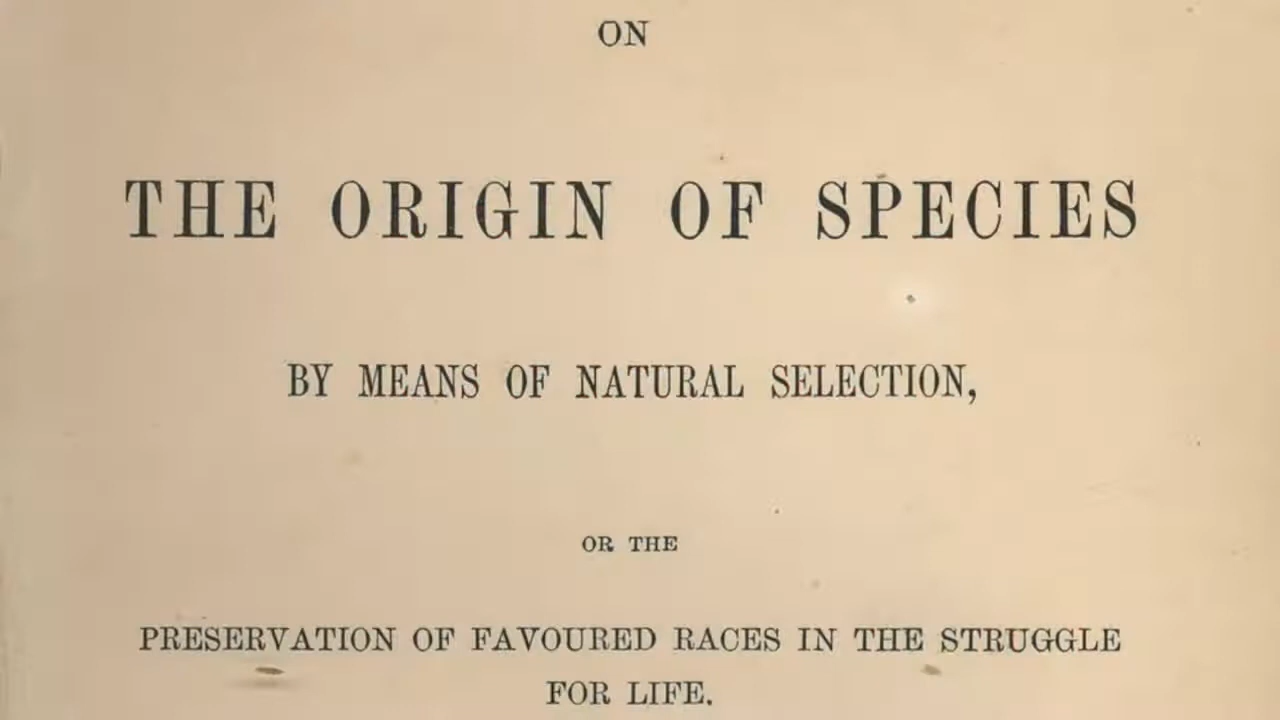 ON
THE ORIGIN OF SPECIES
BY MEANS OF NATURAL SELECTION,
OR THE
PRESERVATION OF FAVOURED RACES IN THE STRUGGLE
FOR LIFE.